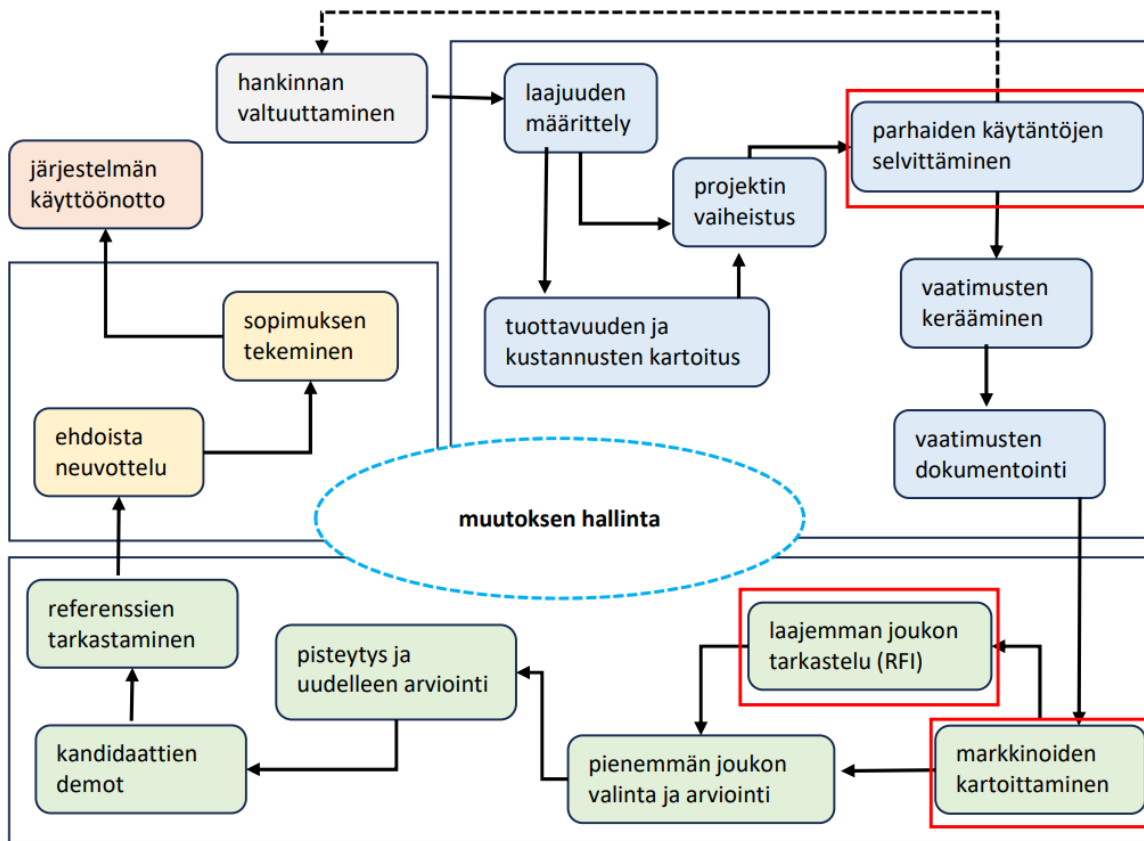 hankinnan
valtuuttaminen
laajuuden
määrittely
parhaiden käytäntöjen
selvittäminen
järjestelmän
käyttöönotto
projektin
vaiheistus
vaatimusten
kerääminen
sopimuksen
tekeminen
tuottavuuden ja
kustannusten kartoitus
ehdoista
neuvottelu
vaatimusten
dokumentointi
muutoksen hallinta
referenssien
tarkastaminen
pisteytys ja
uudelleen arviointi
laajemman joukon
tarkastelu (RFI)
kandidaattien
demot
pienemmän joukon
valinta ja arviointi
markkinoiden
kartoittaminen